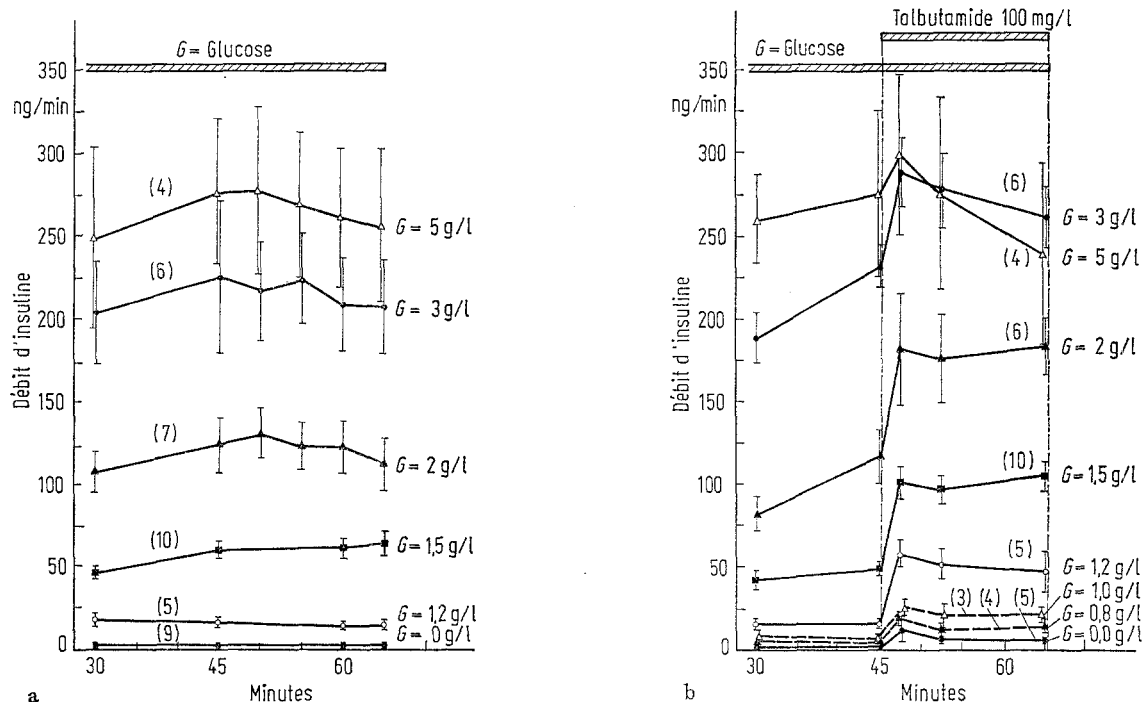 G = Glucose
350
ng/min
300
250
200
150
100
50
0
Débit d'insuline
(4)
G = 5 g/l
(6)
G = 3 g/l
(7)
G = 2 g/l
(10)
G = 1,5 g/l
(5)
G = 1,2 g/l
(9)
G = ,0 g/l
30
45
60
Minutes
a
Talbutamide 100 mg/l
G = Glucose
350
ng/min
300
250
200
150
100
50
0
Débit d'insuline
(6)
G = 3 g/l
(4)
G = 5 g/l
(6)
G = 2 g/l
(10)
G = 1,5 g/l
(5)
G = 1,2 g/l
G = 1,0 g/l
(3) (4) (5)
G = 0,8 g/l
G = 0,0 g/l
30
45
60
Minutes
b